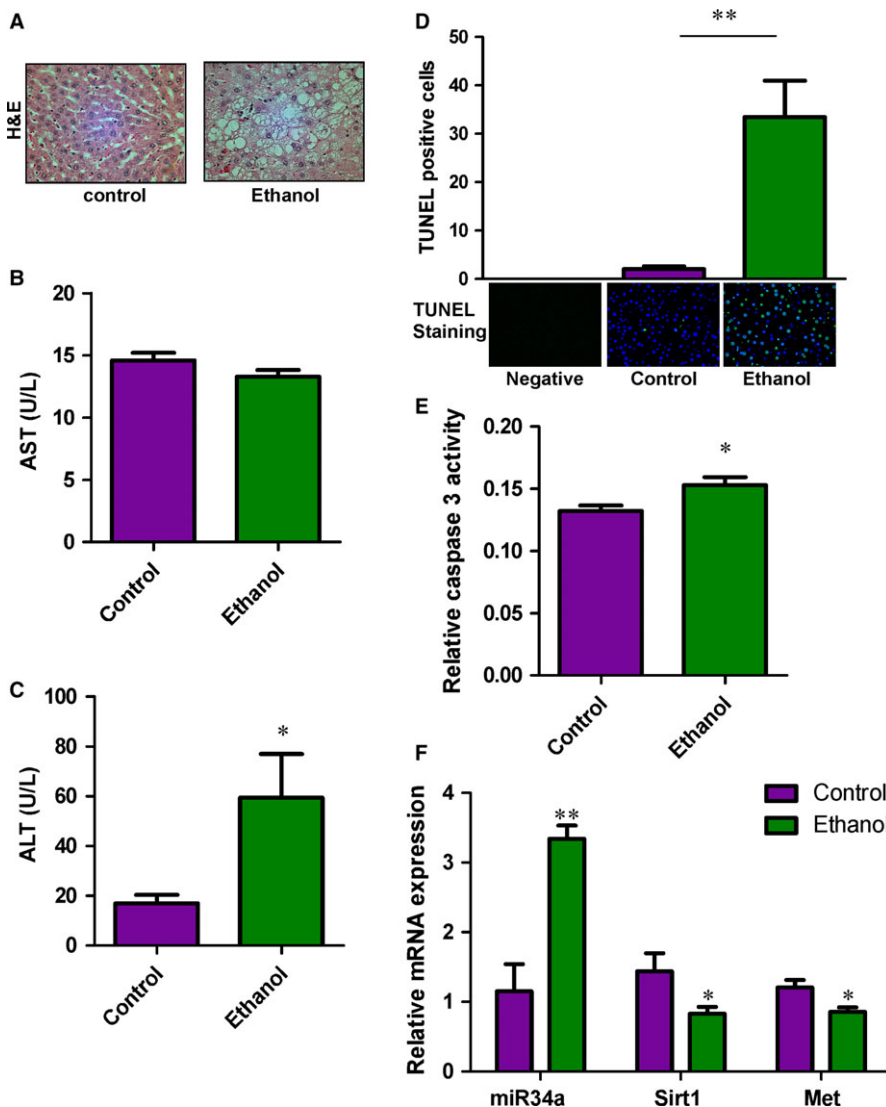 A
H&E
control
Ethanol
B
AST (U/L)
20
15
10
5
0
Control
Ethanol
C
ALT (U/L)
100
80
60
40
20
0
*
Control
Ethanol
D
**
TUNEL positive cells
50
40
30
20
10
0
TUNEL
Staining
Negative
Control
Ethanol
E
Relative caspase 3 activity
0.20
0.15
0.10
0.05
0.00
*
Control
Ethanol
F
Relative mRNA expression
4
3
2
1
0
Control
Ethanol
**
*
*
miR34a
Sirt1
Met